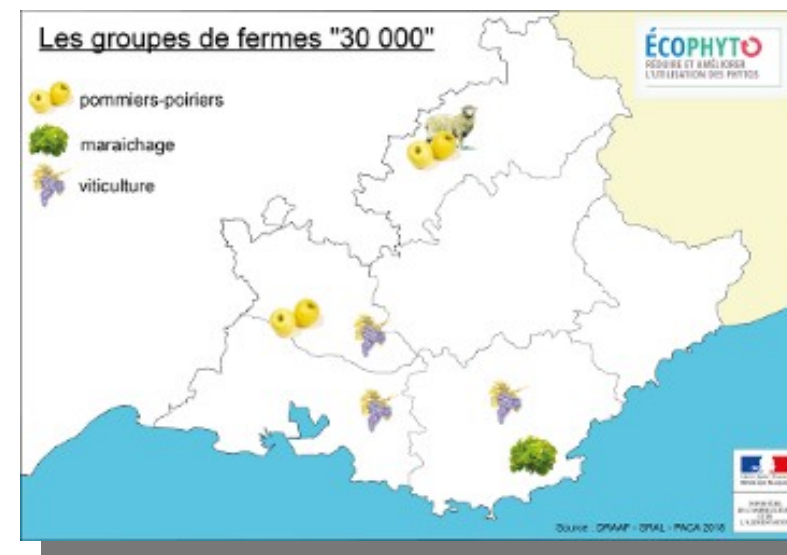 Les groupes de fermes "30 000"
ÉCOPHYTO
RÉDUIRE ET AMÉLIORER
L'UTILISATION DES PHYTOS
pommiers-poiriers
maraichage
viticulture
Source : DRAAF - SRAL - PACA 2018